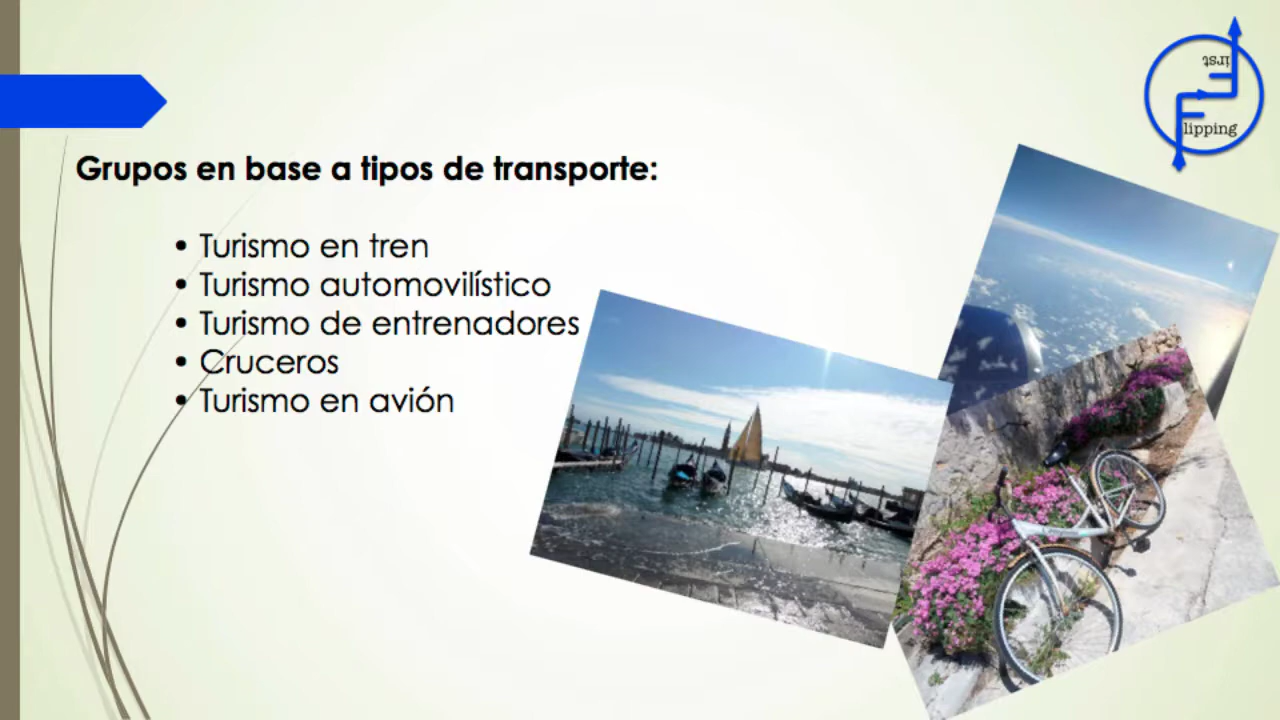 irst
lipping
Grupos en base a tipos de transporte:
• Turismo en tren
• Turismo automovilístico
• Turismo de entrenadores
• Cruceros
• Turismo en avión